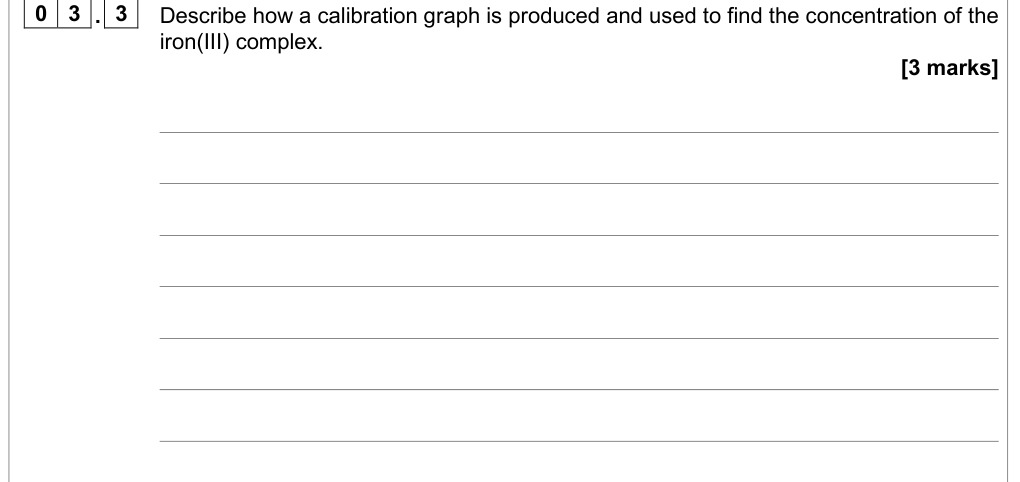 0 3 . 3 Describe how a calibration graph is produced and used to find the concentration of the
iron(III) complex.
[3 marks]